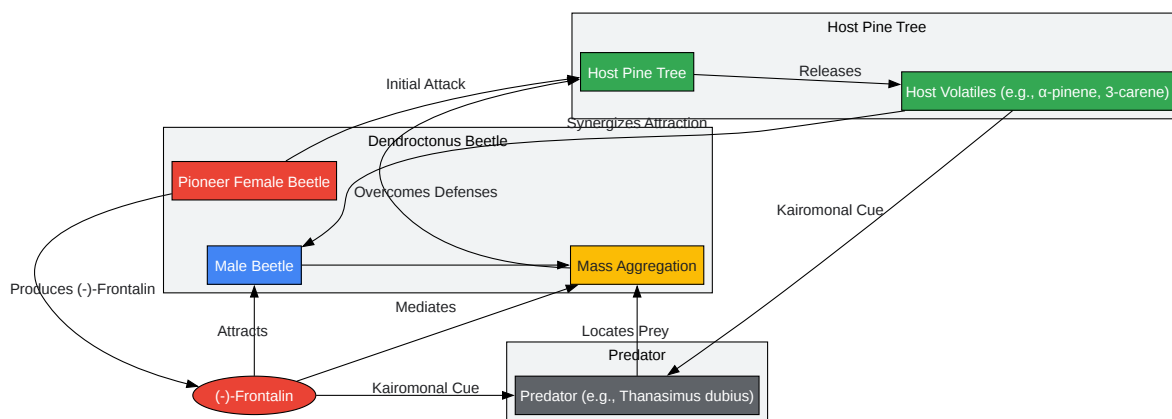 Host Pine Tree
Host Pine Tree
Releases
Host Volatiles (e.g., α-pinene, 3-carene)
Initial Attack
Synergizes Attraction
Dendroctonus Beetle
Pioneer Female Beetle
Overcomes Defenses
Kairomonal Cue
Male Beetle
Mass Aggregation
Produces (-)-Frontalin
Mediates
Attracts
Locates Prey
Predator
Kairomonal Cue
(-)-Frontalin
Predator (e.g., Thanasimus dubius)